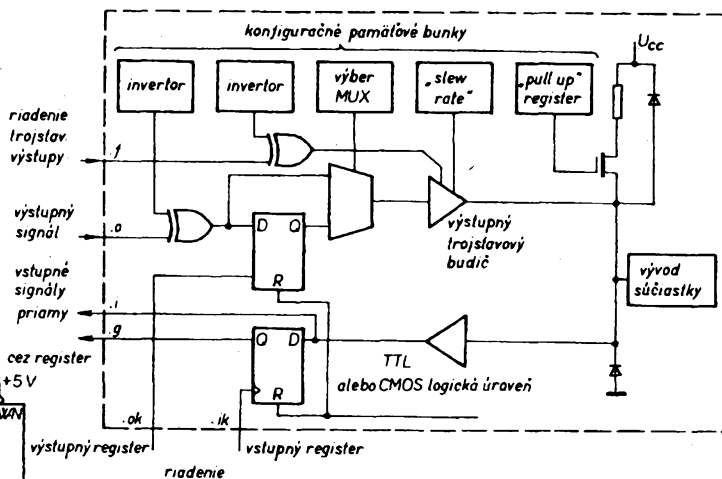 konfiguračné pamäťové bunky
invertor
invertor
výber
MUX
„slew
rate"
„pull up"
register
Ucc
riadenie
trojstav.
výstupy
.f
výstupný
signál
.o
D Q
R
výstupný
trojstavový
budič
vývod
súčiastky
vstupné
signály
priamy
.i
.g
cez register
Q D
R
TTL
alebo CMOS logická úroveň
+5 V
.ok
.ik
výstupný register
vstupný register
riadenie